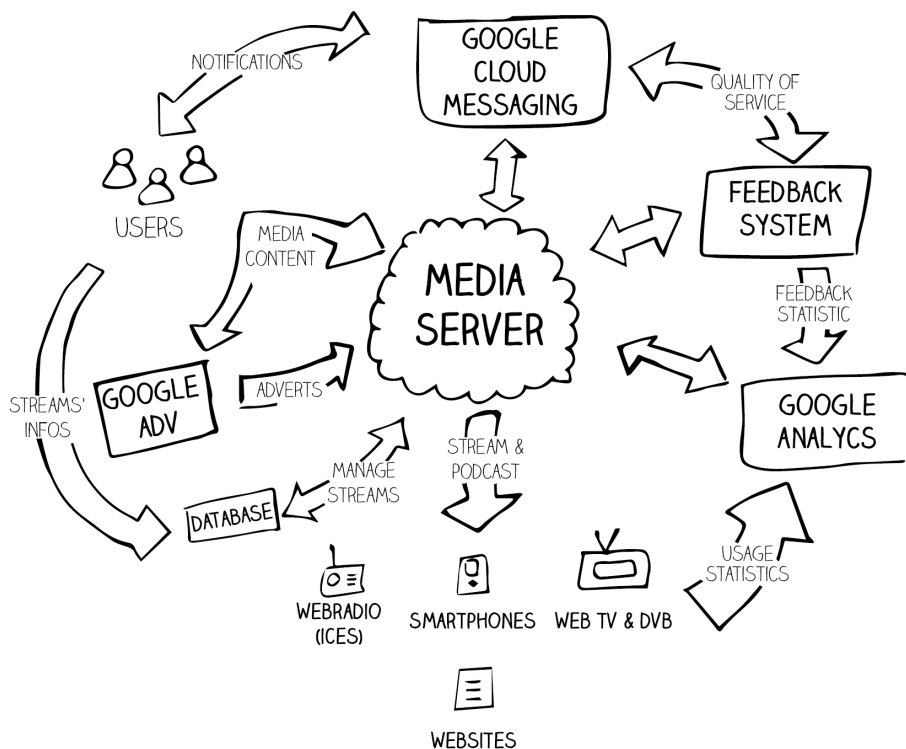 GOOGLE
CLOUD
MESSAGING
NOTIFICATIONS
QUALITY OF
SERVICE
USERS
FEEDBACK
SYSTEM
MEDIA
CONTENT
MEDIA
SERVER
FEEDBACK
STATISTIC
GOOGLE
ADV
ADVERTS
STREAMS'
INFOS
GOOGLE
ANALYCS
STREAM &
PODCAST
MANAGE
STREAMS
DATABASE
USAGE
STATISTICS
WEBRADIO
(ICES)
SMARTPHONES
WEB TV & DVB
WEBSITES